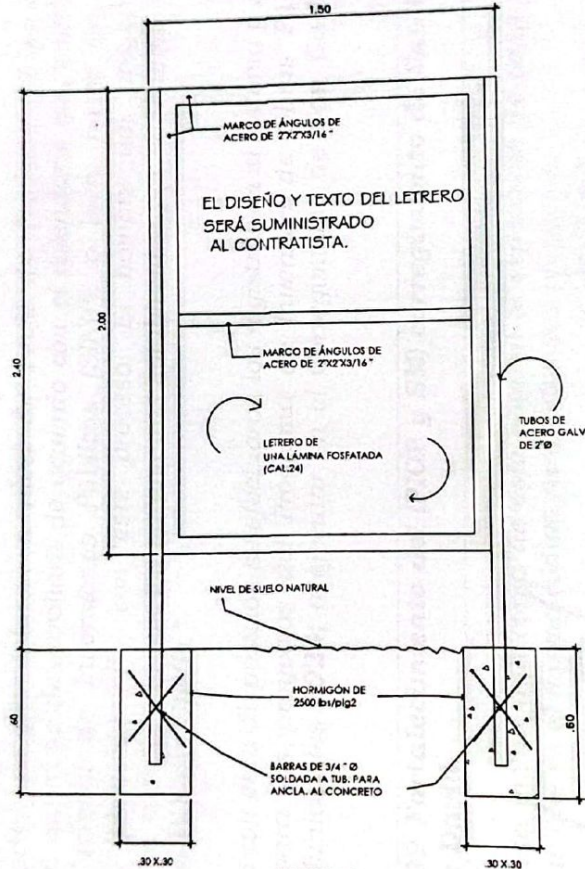 1.50
MARCO DE ÁNGULOS DE
ACERO DE 2"X2"X3/16"
EL DISEÑO Y TEXTO DEL LETRERO
SERÁ SUMINISTRADO
AL CONTRATISTA.
2.40
2.00
MARCO DE ÁNGULOS DE
ACERO DE 2"X2"X3/16"
LETRERO DE
UNA LÁMINA FOSFATADA
(CAL.24)
TUBOS DE
ACERO GALV
DE 2"Ø
NIVEL DE SUELO NATURAL
.60
HORMIGÓN DE
2500 lbs/plg2
.60
BARRAS DE 3/4"Ø
SOLDADA A TUB. PARA
ANCLA. AL CONCRETO
.30 X.30
.30 X.30